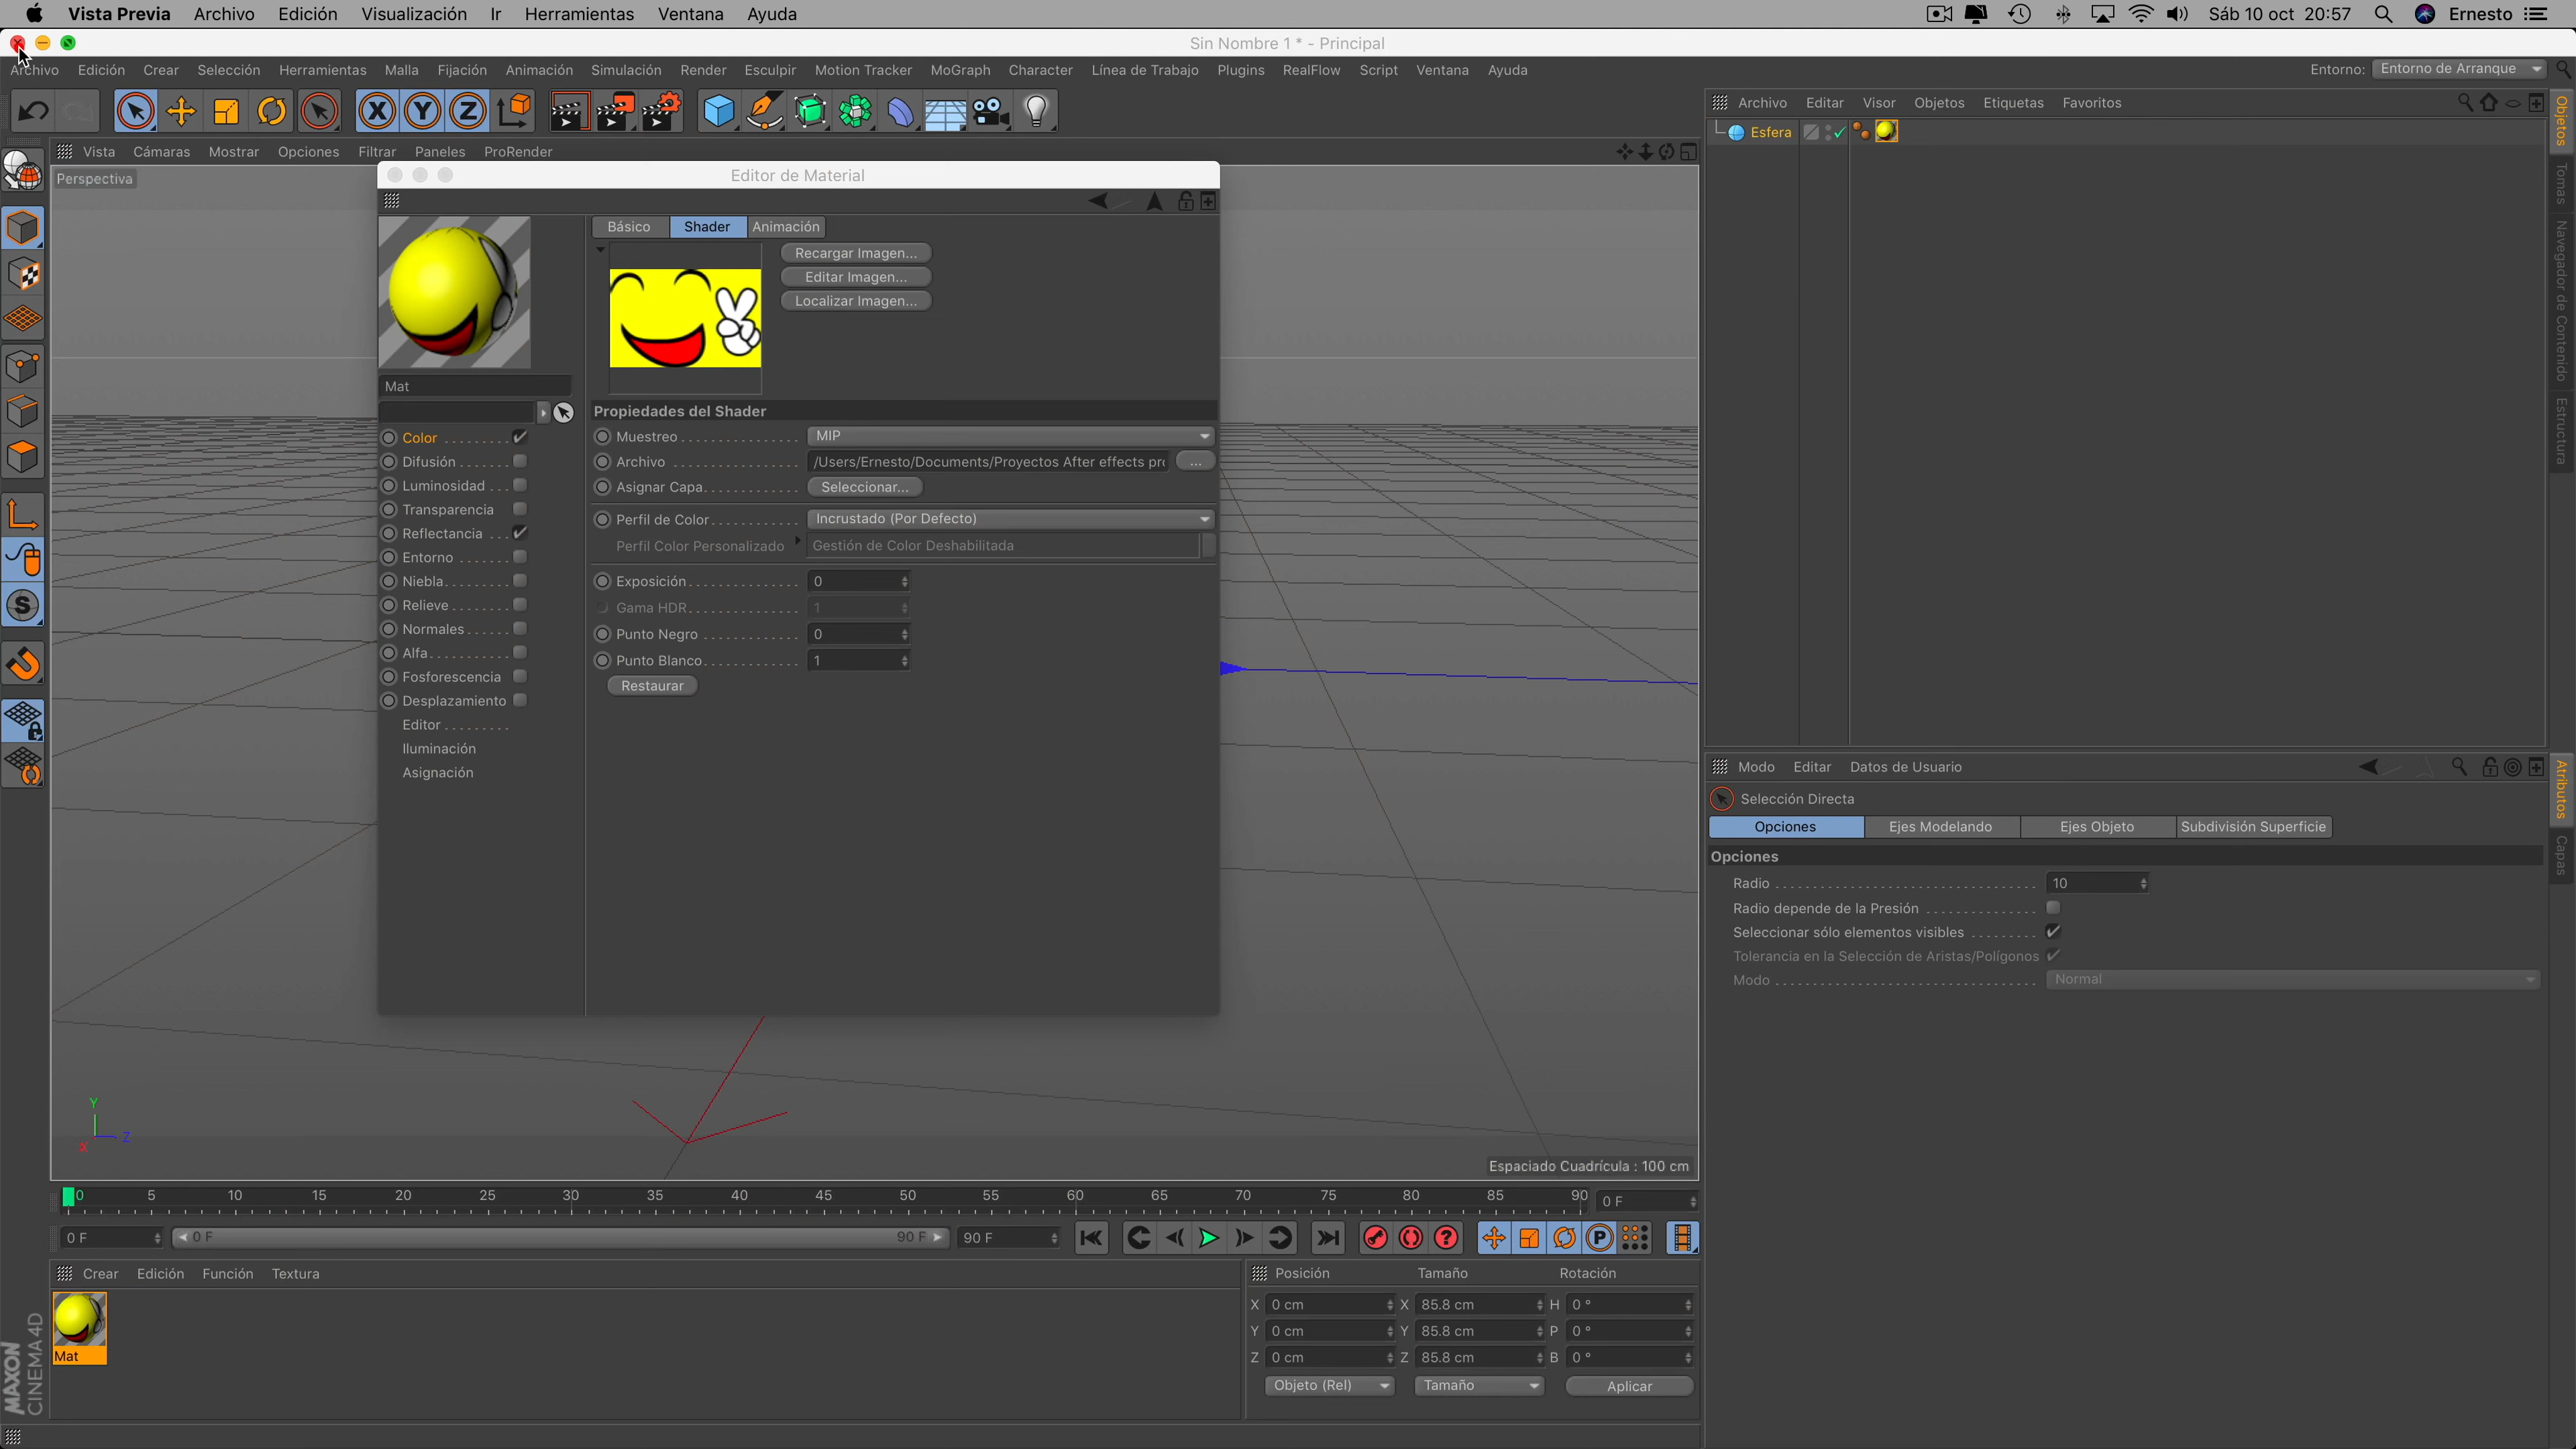 Vista Previa Archivo Edición Visualización Ir Herramientas Ventana Ayuda Sáb 10 oct 20:57 Ernesto
Sin Nombre 1 * - Principal
Archivo Edición Crear Selección Herramientas Malla Fijación Animación Simulación Render Esculpir Motion Tracker MoGraph Character Línea de Trabajo Plugins RealFlow Script Ventana Ayuda Entorno: Entorno de Arranque
X Y Z
Archivo Editar Visor Objetos Etiquetas Favoritos
Esfera
Objetos
Tomas
Navegador de Contenido
Estructura
Vista Cámaras Mostrar Opciones Filtrar Paneles ProRender
Perspectiva
Editor de Material
Básico Shader Animación
Recargar Imagen...
Editar Imagen...
Localizar Imagen...
Mat
Color
Difusión
Luminosidad
Transparencia
Reflectancia
Entorno
Niebla
Relieve
Normales
Alfa
Fosforescencia
Desplazamiento
Editor
Iluminación
Asignación
Propiedades del Shader
Muestreo MIP
Archivo /Users/Ernesto/Documents/Proyectos After effects pr ...
Asignar Capa Seleccionar...
Perfil de Color Incrustado (Por Defecto)
Perfil Color Personalizado Gestión de Color Deshabilitada
Exposición 0
Gama HDR 1
Punto Negro 0
Punto Blanco 1
Restaurar
S
Y
Z
X
Espaciado Cuadrícula : 100 cm
Modo Editar Datos de Usuario
Selección Directa
Opciones Ejes Modelando Ejes Objeto Subdivisión Superficie
Opciones
Radio 10
Radio depende de la Presión
Seleccionar sólo elementos visibles
Tolerancia en la Selección de Aristas/Polígonos
Modo Normal
Atributos
Capas
0 5 10 15 20 25 30 35 40 45 50 55 60 65 70 75 80 85 90 0 F
0 F 0 F 90 F 90 F ? P
Crear Edición Función Textura
Mat
Posición Tamaño Rotación
X 0 cm X 85.8 cm H 0 °
Y 0 cm Y 85.8 cm P 0 °
Z 0 cm Z 85.8 cm B 0 °
Objeto (Rel) Tamaño Aplicar
MAXON
CINEMA 4D